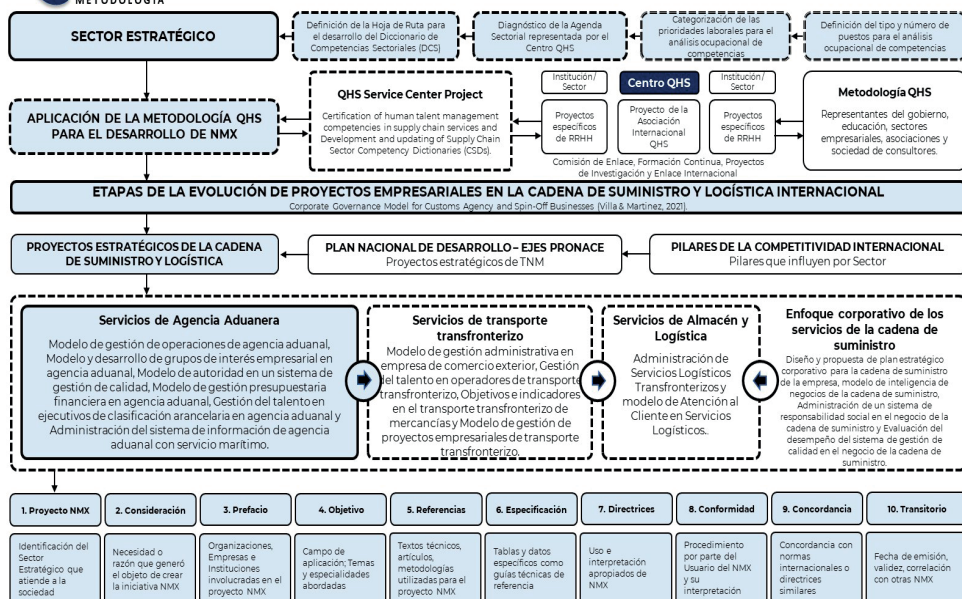 METODOLOGÍA
SECTOR ESTRATÉGICO
Definición de la Hoja de Ruta para
el desarrollo del Diccionario de
Competencias Sectoriales (DCS)
Diagnóstico de la Agenda
Sectorial representada por el
Centro QHS
Categorización de las
prioridades laborales para el
análisis ocupacional de
competencias
Definición del tipo y número de
puestos para el análisis
ocupacional de competencias
APLICACIÓN DE LA METODOLOGÍA QHS
PARA EL DESARROLLO DE NMX
QHS Service Center Project
Certification of human talent management
competencies in supply chain services and
Development and updating of Supply Chain
Sector Competency Dictionaries (CSDs).
Institución/
Sector
Centro QHS
Institución/
Sector
Proyectos
específicos
de RRHH
Proyecto de la
Asociación
Internacional
QHS
Proyectos
específicos
de RRHH
Comisión de Enlace, Formación Continua, Proyectos
de Investigación y Enlace Internacional
Metodología QHS
Representantes del gobierno,
educación, sectores
empresariales, asociaciones y
sociedad de consultores.
ETAPAS DE LA EVOLUCIÓN DE PROYECTOS EMPRESARIALES EN LA CADENA DE SUMINISTRO Y LOGÍSTICA INTERNACIONAL
Corporate Governance Model for Customs Agency and Spin-Off Businesses (Villa & Martinez, 2021).
PROYECTOS ESTRATÉGICOS DE LA CADENA
DE SUMINISTRO Y LOGÍSTICA
PLAN NACIONAL DE DESARROLLO – EJES PRONACE
Proyectos estratégicos de TNM
PILARES DE LA COMPETITIVIDAD INTERNACIONAL
Pilares que influyen por Sector
Servicios de Agencia Aduanera
Modelo de gestión de operaciones de agencia aduanal,
Modelo y desarrollo de grupos de interés empresarial en
agencia aduanal, Modelo de autoridad en un sistema de
gestión de calidad, Modelo de gestión presupuestaria
financiera en agencia aduanal, Gestión del talento en
ejecutivos de clasificación arancelaria en agencia aduanal y
Administración del sistema de información de agencia
aduanal con servicio marítimo.
Servicios de transporte
transfronterizo
Modelo de gestión administrativa en
empresa de comercio exterior, Gestión
del talento en operadores de transporte
transfronterizo, Objetivos e indicadores
en el transporte transfronterizo de
mercancías y Modelo de gestión de
proyectos empresariales de transporte
transfronterizo.
Servicios de Almacén y
Logística
Administración de
Servicios Logísticos
Transfronterizos y
modelo de Atención al
Cliente en Servicios
Logísticos..
Enfoque corporativo de los
servicios de la cadena de
suministro
Diseño y propuesta de plan estratégico
corporativo para la cadena de suministro
de la empresa, modelo de inteligencia de
negocios de la cadena de suministro,
Administración de un sistema de
responsabilidad social en el negocio de la
cadena de suministro y Evaluación del
desempeño del sistema de gestión de
calidad en el negocio de la cadena de
suministro.
1. Proyecto NMX
2. Consideración
3. Prefacio
4. Objetivo
5. Referencias
6. Especificación
7. Directrices
8. Conformidad
9. Concordancia
10. Transitorio
Identificación del
Sector
Estratégico que
atiende a la
sociedad
Necesidad o
razón que generó
el objeto de crear
la iniciativa NMX
Organizaciones,
Empresas e
Instituciones
involucradas en el
proyecto NMX
Campo de
aplicación; Temas
y especialidades
abordadas
Textos técnicos,
artículos,
metodologías
utilizadas para el
proyecto NMX
Tablas y datos
específicos como
guías técnicas de
referencia
Uso e
interpretación
apropiados de
NMX
Procedimiento
por parte del
Usuario del NMX
y su
interpretación
Concordancia con
normas
internacionales o
directrices
similares
Fecha de emisión,
validez, correlación
con otras NMX